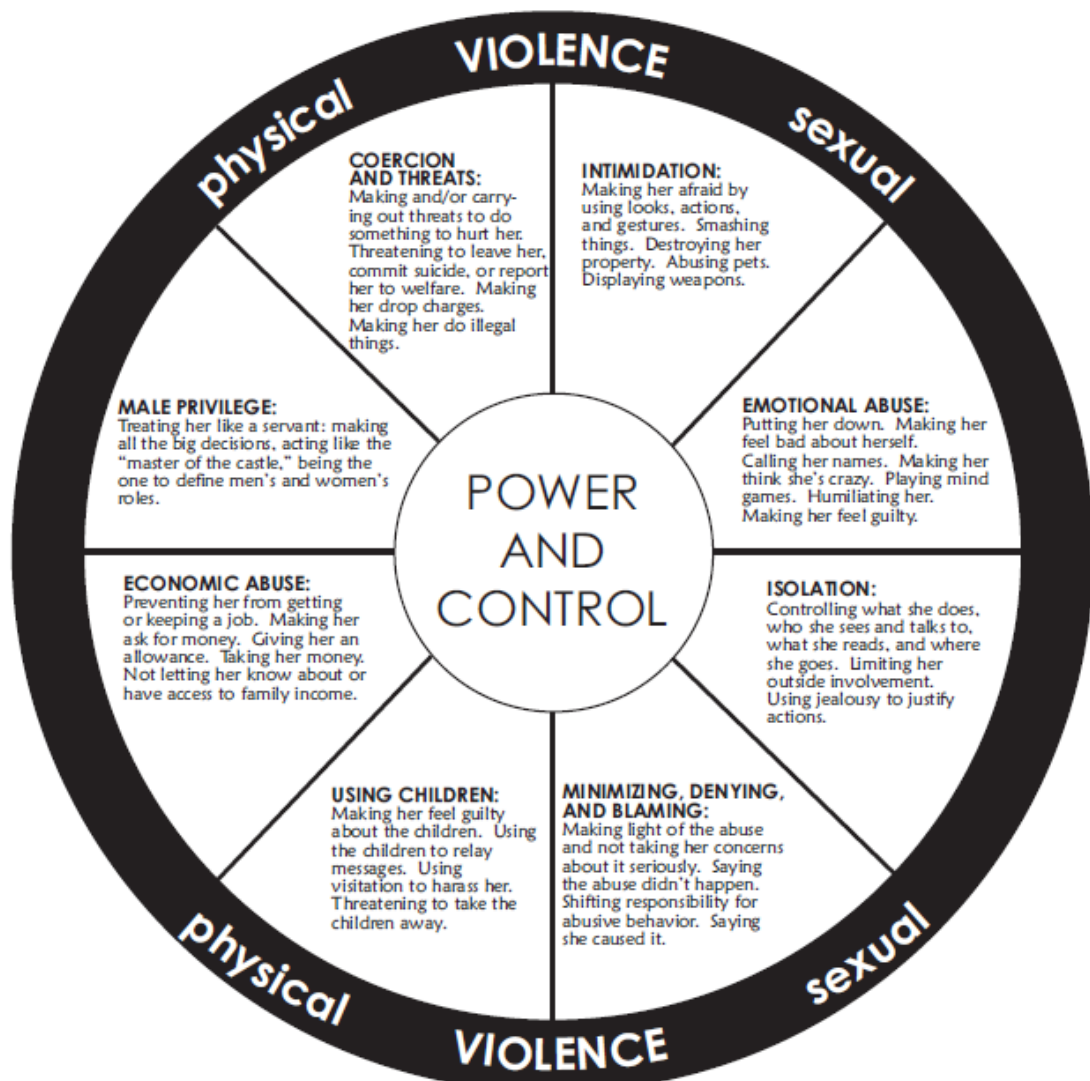 physical VIOLENCE sexual
COERCION
AND THREATS:
Making and/or carry-
ing out threats to do
something to hurt her.
Threatening to leave her,
commit suicide, or report
her to welfare. Making
her drop charges.
Making her do illegal
things.
INTIMIDATION:
Making her afraid by
using looks, actions,
and gestures. Smashing
things. Destroying her
property. Abusing pets.
Displaying weapons.
MALE PRIVILEGE:
Treating her like a servant: making
all the big decisions, acting like the
“master of the castle,” being the
one to define men’s and women’s
roles.
EMOTIONAL ABUSE:
Putting her down. Making her
feel bad about herself.
Calling her names. Making her
think she’s crazy. Playing mind
games. Humiliating her.
Making her feel guilty.
POWER
AND
CONTROL
ECONOMIC ABUSE:
Preventing her from getting
or keeping a job. Making her
ask for money. Giving her an
allowance. Taking her money.
Not letting her know about or
have access to family income.
ISOLATION:
Controlling what she does,
who she sees and talks to,
what she reads, and where
she goes. Limiting her
outside involvement.
Using jealousy to justify
actions.
USING CHILDREN:
Making her feel guilty
about the children. Using
the children to relay
messages. Using
visitation to harass her.
Threatening to take the
children away.
MINIMIZING, DENYING,
AND BLAMING:
Making light of the abuse
and not taking her concerns
about it seriously. Saying
the abuse didn’t happen.
Shifting responsibility for
abusive behavior. Saying
she caused it.
physical VIOLENCE sexual